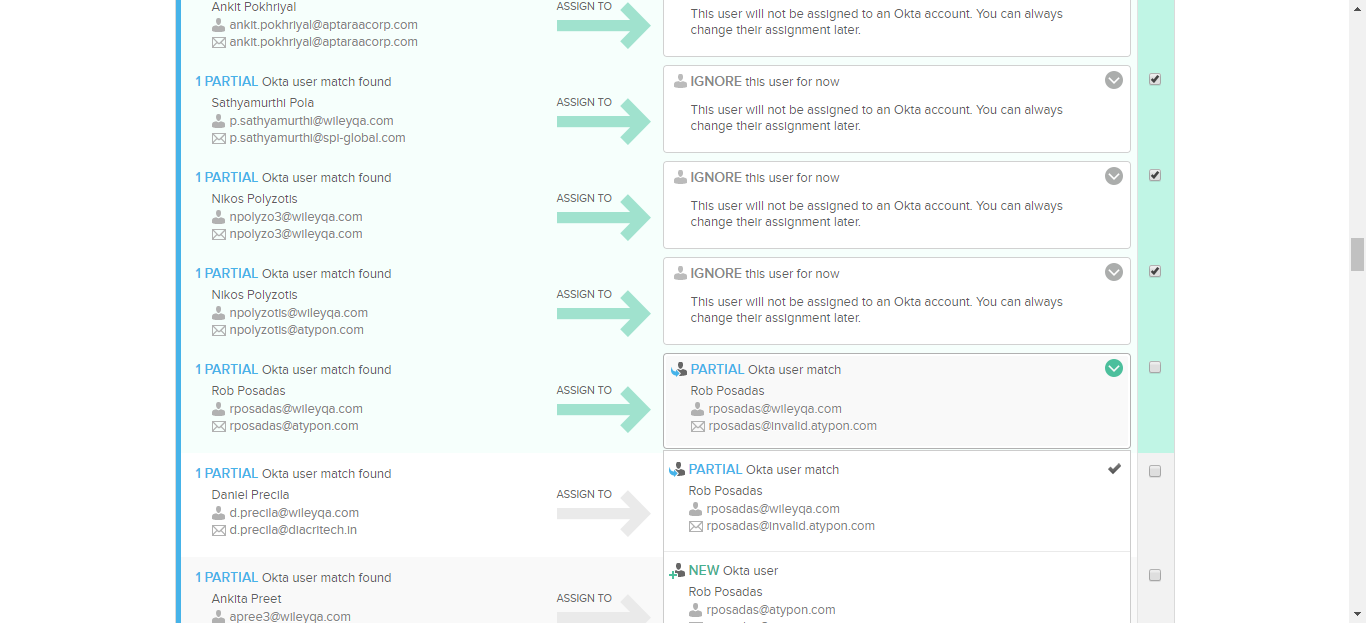 Ankit Pokhriyal
ankit.pokhriyal@aptaracorp.com
ankit.pokhriyal@aptaraacorp.com
ASSIGN TO
This user will not be assigned to an Okta account. You can always
change their assignment later.
1 PARTIAL Okta user match found
Sathyamurthi Pola
p.sathyamurthi@wileyqa.com
p.sathyamurthi@spi-global.com
ASSIGN TO
IGNORE this user for now
This user will not be assigned to an Okta account. You can always
change their assignment later.
1 PARTIAL Okta user match found
Nikos Polyzotis
npolyzo3@wileyqa.com
npolyzo3@wileyqa.com
ASSIGN TO
IGNORE this user for now
This user will not be assigned to an Okta account. You can always
change their assignment later.
1 PARTIAL Okta user match found
Nikos Polyzotis
npolyzotis@wileyqa.com
npolyzotis@atypon.com
ASSIGN TO
IGNORE this user for now
This user will not be assigned to an Okta account. You can always
change their assignment later.
1 PARTIAL Okta user match found
Rob Posadas
rposadas@wileyqa.com
rposadas@atypon.com
ASSIGN TO
PARTIAL Okta user match
Rob Posadas
rposadas@wileyqa.com
rposadas@invalid.atypon.com
1 PARTIAL Okta user match found
Daniel Precila
d.precila@wileyqa.com
d.precila@diacritech.in
ASSIGN TO
PARTIAL Okta user match
Rob Posadas
rposadas@wileyqa.com
rposadas@invalid.atypon.com
1 PARTIAL Okta user match found
Ankita Preet
apree3@wileyqa.com
ASSIGN TO
NEW Okta user
Rob Posadas
rposadas@atypon.com